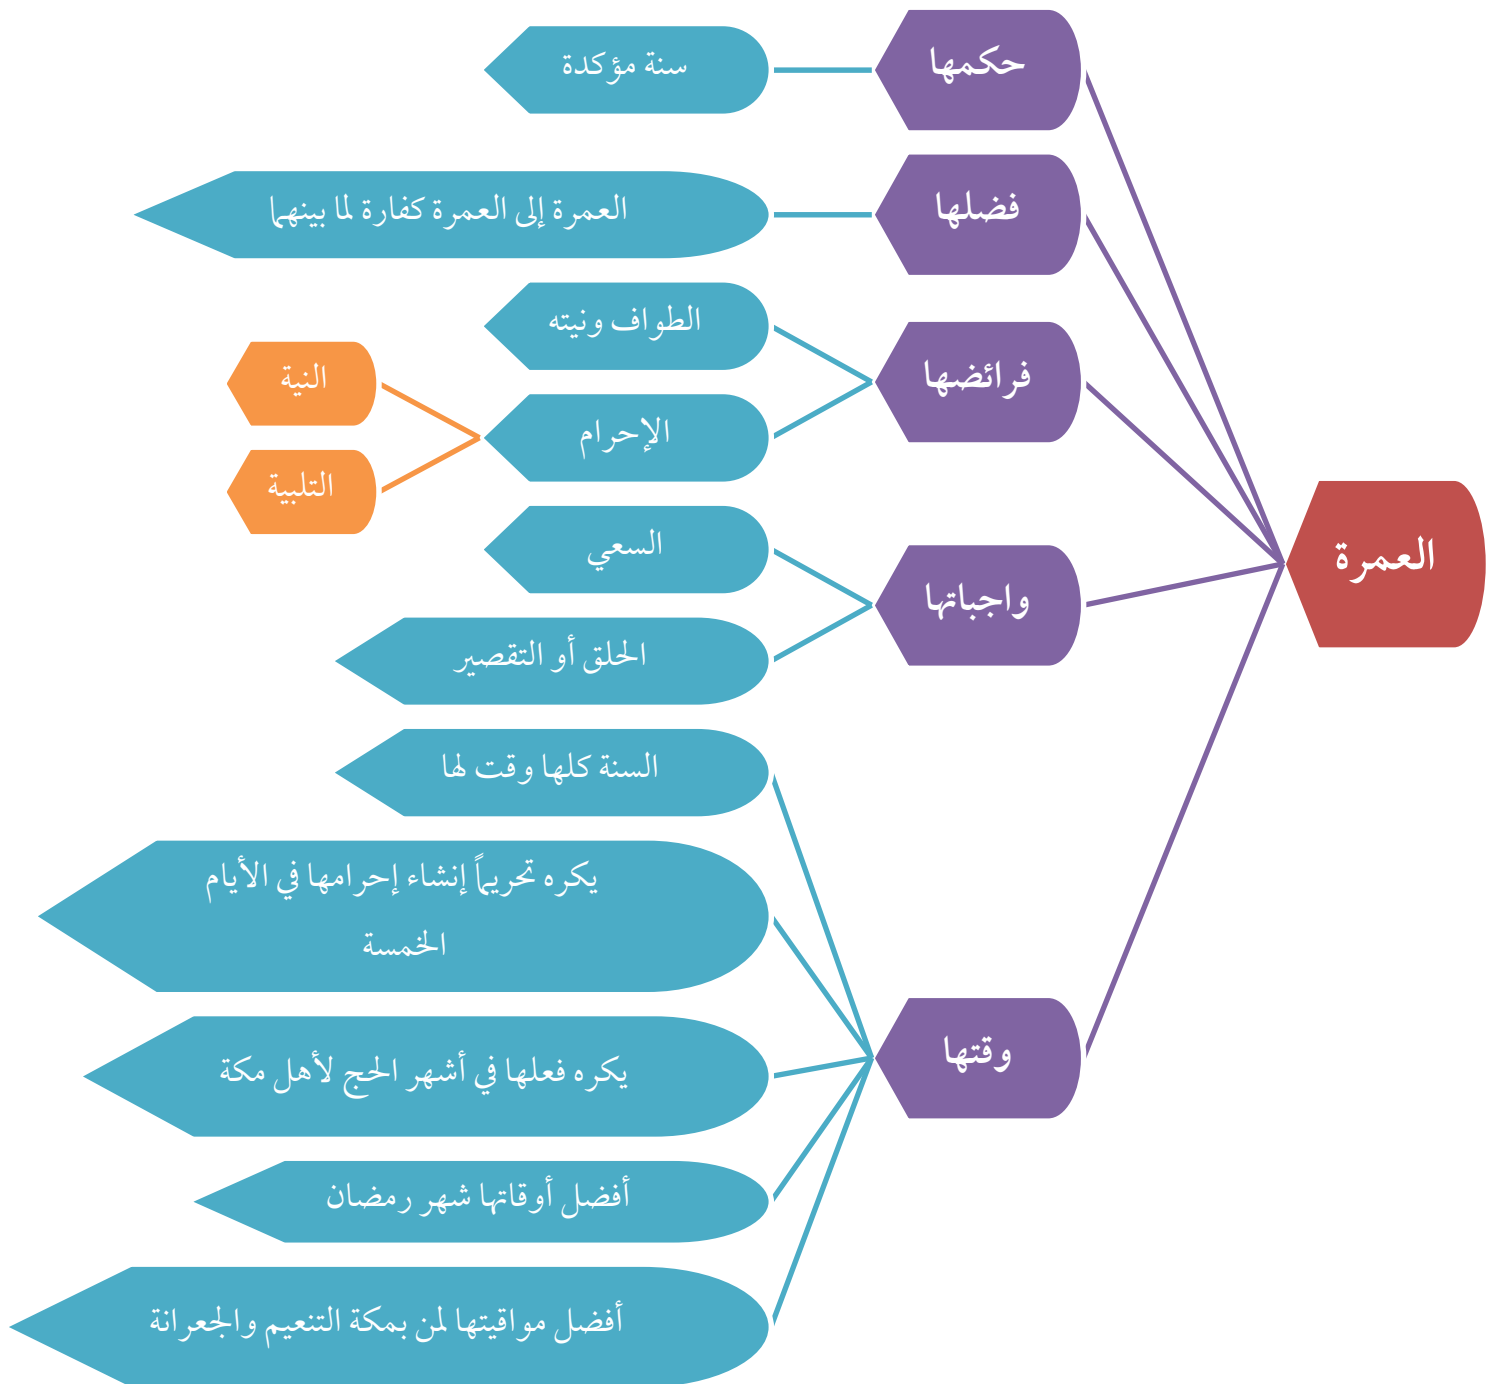 العمرة
حكمها
سنة مؤكدة
فضلها
العمرة إلى العمرة كفارة لما بينهما
فرائضها
الطواف ونيته
الإحرام
النية
التلبية
واجباتها
السعي
الحلق أو التقصير
وقتها
السنة كلها وقت لها
يكره تحريماً إنشاء إحرامها في الأيام
الخمسة
يكره فعلها في أشهر الحج لأهل مكة
أفضل أوقاتها شهر رمضان
أفضل مواقيتها لمن بمكة التنعيم والجعرانة